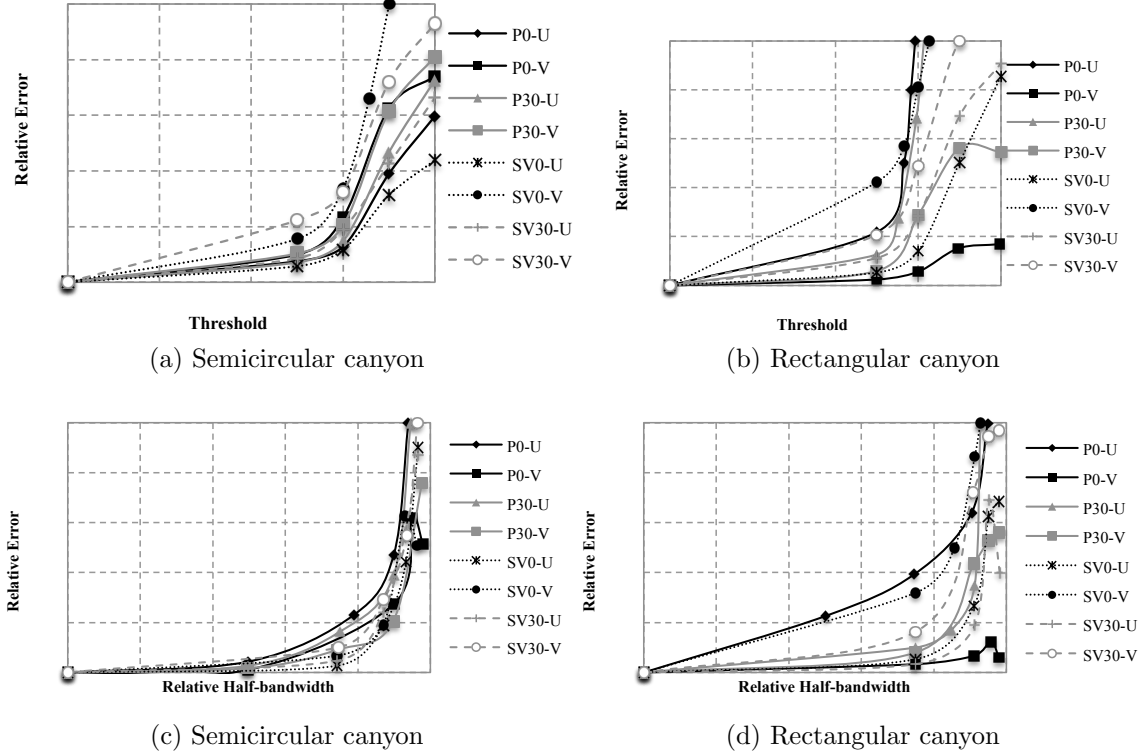 Relative Error
P0-U
P0-V
P30-U
P30-V
SV0-U
SV0-V
SV30-U
SV30-V
Threshold
(a) Semicircular canyon
Relative Error
P0-U
P0-V
P30-U
P30-V
SV0-U
SV0-V
SV30-U
SV30-V
Threshold
(b) Rectangular canyon
Relative Error
P0-U
P0-V
P30-U
P30-V
SV0-U
SV0-V
SV30-U
SV30-V
Relative Half-bandwidth
(c) Semicircular canyon
Relative Error
P0-U
P0-V
P30-U
P30-V
SV0-U
SV0-V
SV30-U
SV30-V
Relative Half-bandwidth
(d) Rectangular canyon